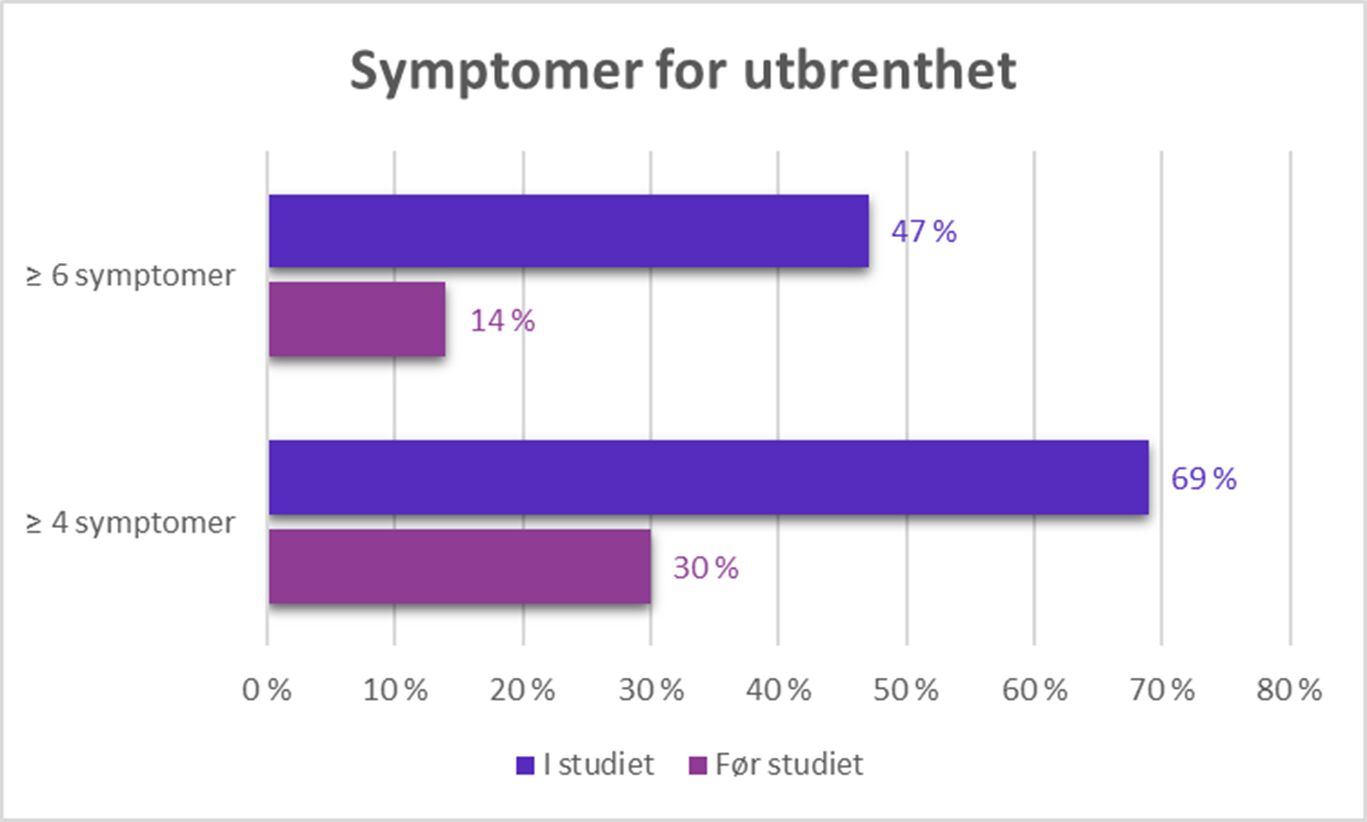 Symptomer for utbrenthet
≥ 6 symptomer
47 %
14 %
≥ 4 symptomer
69 %
30 %
0 % 10 % 20 % 30 % 40 % 50 % 60 % 70 % 80 %
I studiet Før studiet